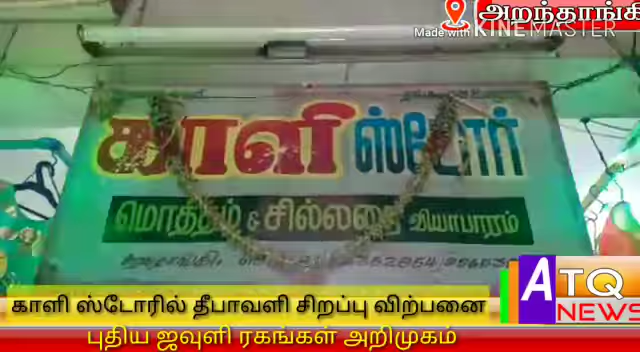 அறந்தாங்கி
Made with KINEMASTER
காளி ஸ்டோர்
மொத்தம் & சில்லறை வியாபாரம்
ATQ
NEWS
காளி ஸ்டோரில் தீபாவளி சிறப்பு விற்பனை
புதிய ஜவுளி ரகங்கள் அறிமுகம்